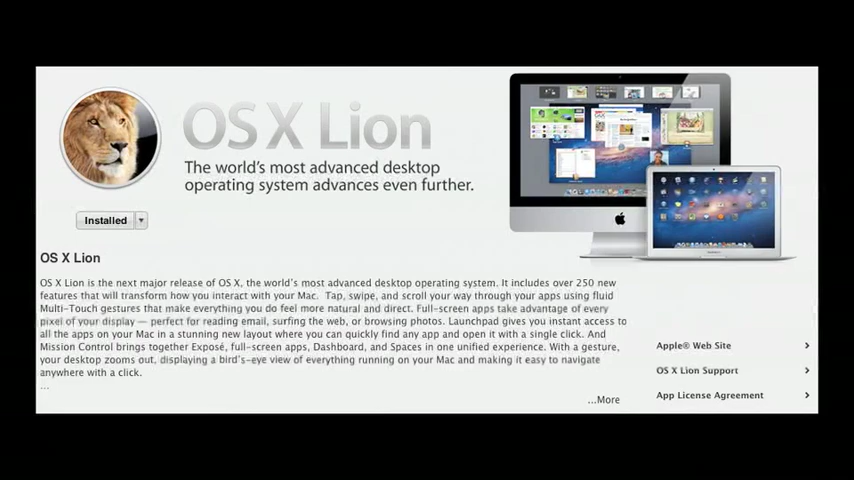 OS X Lion
The world's most advanced desktop
operating system advances even further.
Installed
OS X Lion
OS X Lion is the next major release of OS X, the world's most advanced desktop operating system. It includes over 250 new
features that will transform how you interact with your Mac. Tap, swipe, and scroll your way through your apps using fluid
Multi-Touch gestures that make everything you do feel more natural and direct. Full-screen apps take advantage of every
pixel of your display — perfect for reading email, surfing the web, or browsing photos. Launchpad gives you instant access to
all the apps on your Mac in a stunning new layout where you can quickly find any app and open it with a single click. And
Mission Control brings together Exposé, full-screen apps, Dashboard, and Spaces in one unified experience. With a gesture,
your desktop zooms out, displaying a bird's-eye view of everything running on your Mac and making it easy to navigate
anywhere with a click.
...
...More
Apple® Web Site
OS X Lion Support
App License Agreement